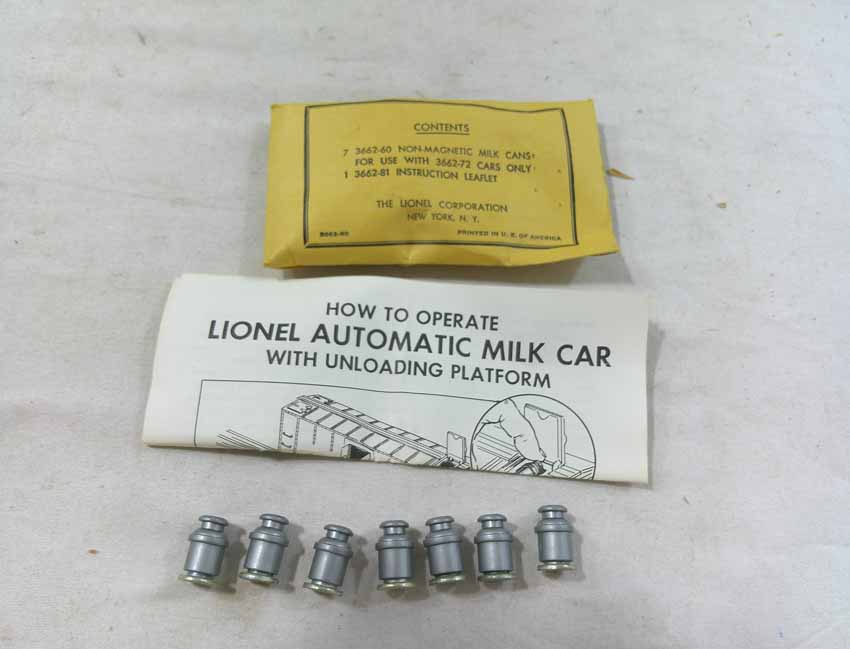 CONTENTS
7 3662-60 NON-MAGNETIC MILK CANS
FOR USE WITH 3662-72 CARS ONLY
1 3662-81 INSTRUCTION LEAFLET
THE LIONEL CORPORATION
NEW YORK, N. Y.
PRINTED IN U. S. OF AMERICA
HOW TO OPERATE
LIONEL AUTOMATIC MILK CAR
WITH UNLOADING PLATFORM